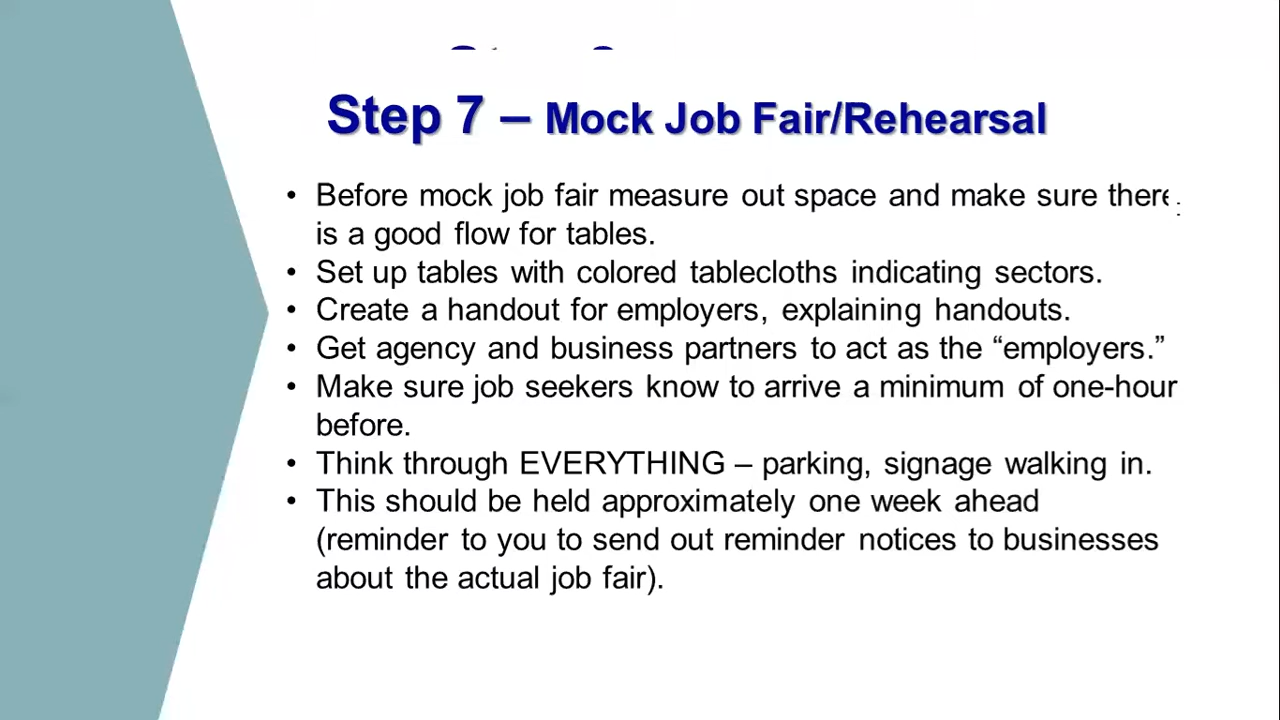 Step 7 – Mock Job Fair/Rehearsal
• Before mock job fair measure out space and make sure there
is a good flow for tables.
• Set up tables with colored tablecloths indicating sectors.
• Create a handout for employers, explaining handouts.
• Get agency and business partners to act as the “employers.”
• Make sure job seekers know to arrive a minimum of one-hour
before.
• Think through EVERYTHING – parking, signage walking in.
• This should be held approximately one week ahead
(reminder to you to send out reminder notices to businesses
about the actual job fair).